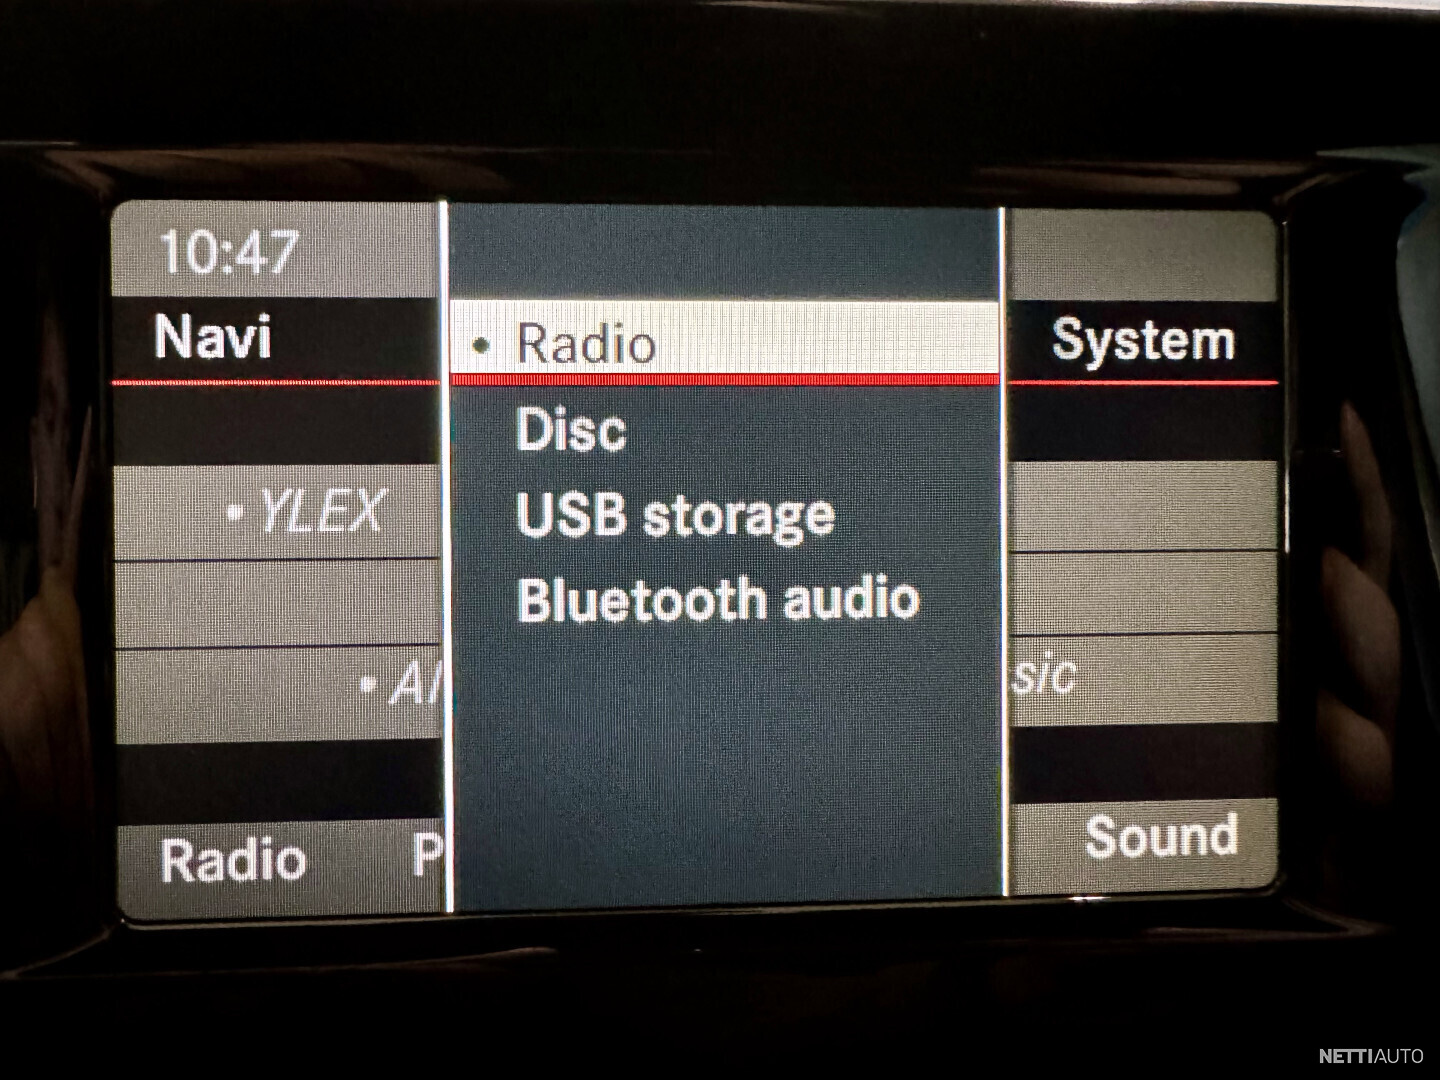 10:47
Navi
System
• Radio
Disc
USB storage
Bluetooth audio
• YLEX
Radio
Sound
NETTIAUTO